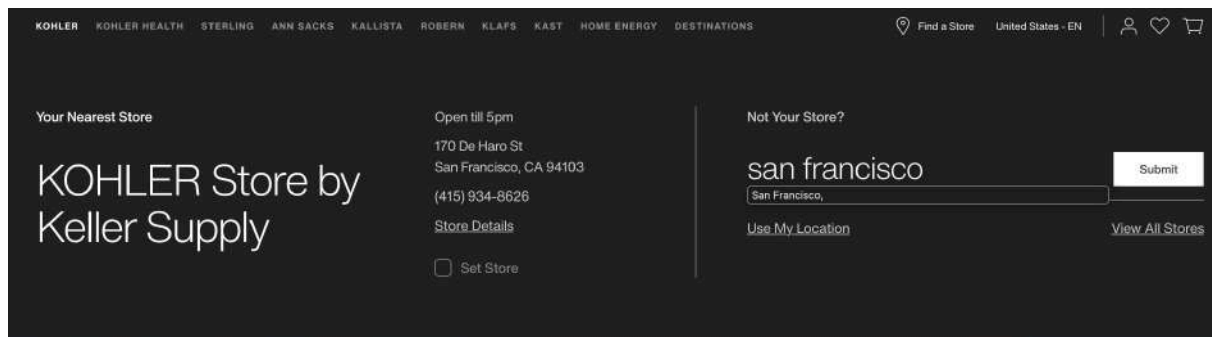 KOHLER KOHLER HEALTH STERLING ANN SACKS KALLISTA ROBERN KLAFS KAST HOME ENERGY DESTINATIONS Find a Store United States - EN
Your Nearest Store
KOHLER Store by
Keller Supply
Open till 5pm
170 De Haro St
San Francisco, CA 94103
(415) 934-8626
Store Details
Set Store
Not Your Store?
san francisco
Submit
San Francisco,
Use My Location
View All Stores